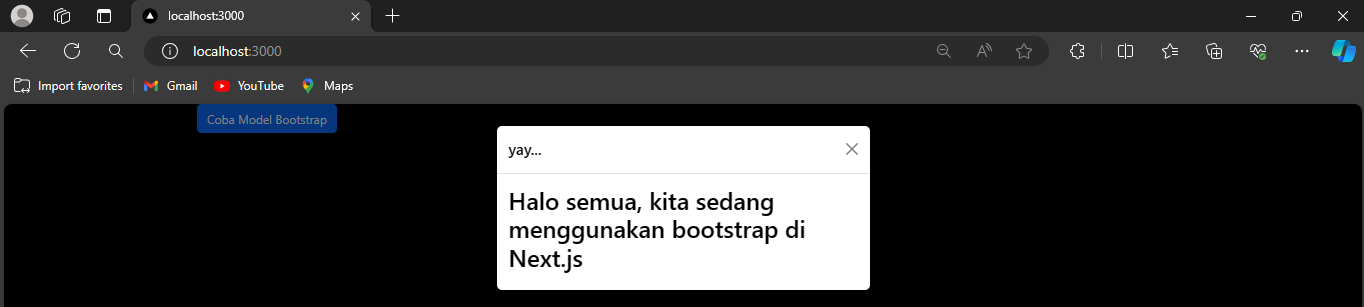 localhost:3000
localhost:3000
Import favorites
Gmail
YouTube
Maps
Coba Model Bootstrap
yay...
Halo semua, kita sedang
menggunakan bootstrap di
Next.js